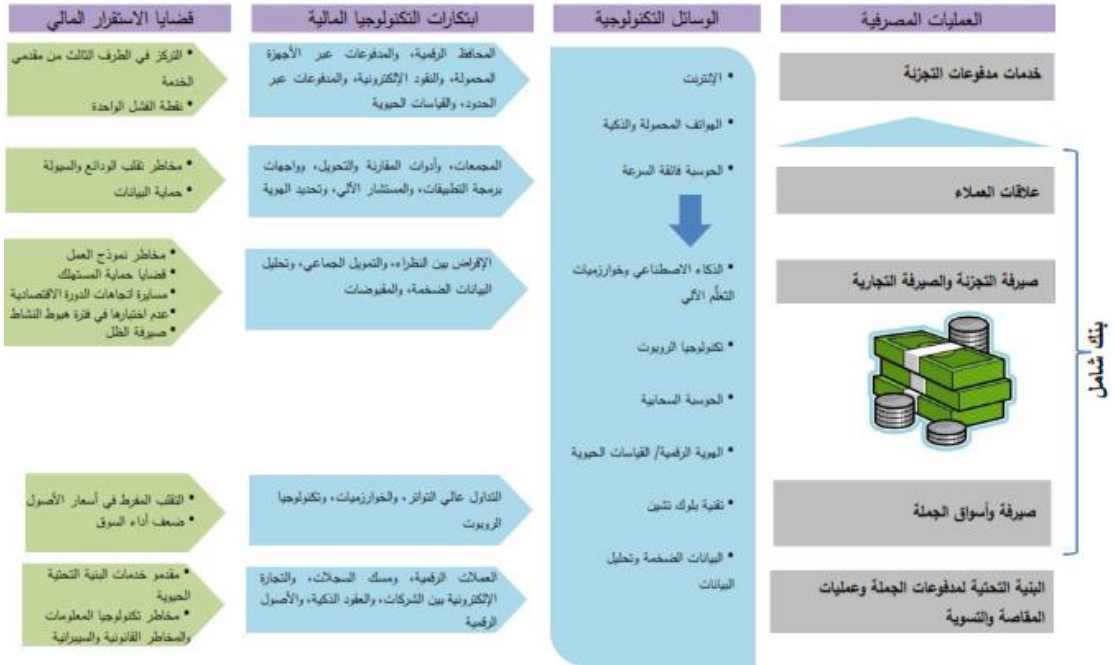 العمليات المصرفية
الوسائل التكنولوجية
ابتكارات التكنولوجيا المالية
قضايا الاستقرار المالي
خدمات مدفوعات التجزئة
علاقات العملاء
صيرفة التجزئة والصيرفة التجارية
صيرفة وأسواق الجملة
البنية التحتية لمدفوعات الجملة وعمليات
المقاصة والتسوية
بنك شامل
• الإنترنت
• الهواتف المحمولة والذكية
• الحوسبة فائقة السرعة
• الذكاء الاصطناعي وخوارزميات
التعلّم الآلي
• تكنولوجيا الروبوت
• الحوسبة السحابية
• الهوية الرقمية/ القياسات الحيوية
• تقنية بلوك تشين
• البيانات الضخمة وتحليل
البيانات
المحافظ الرقمية، والمدفوعات عبر الأجهزة
المحمولة، والنقود الإلكترونية، والمدفوعات عبر
الحدود، والقياسات الحيوية
المجمعات، وأدوات المقارنة والتحويل، وواجهات
برمجة التطبيقات، والمستشار الآلي، وتحديد الهوية
الإقراض بين النظراء، والتمويل الجماعي، وتحليل
البيانات الضخمة، والمقبوضات
التداول عالي التواتر، والخوارزميات، وتكنولوجيا
الروبوت
العملات الرقمية، ومسك السجلات، والتجارة
الإلكترونية بين الشركات، والعقود الذكية، والأصول
الرقمية
• التركز في الطرف الثالث من مقدمي
الخدمة
• نقطة الفشل الواحدة
• مخاطر تقلب الودائع والسيولة
• حماية البيانات
• مخاطر نموذج العمل
• قضايا حماية المستهلك
• مسايرة اتجاهات الدورة الاقتصادية
• عدم اختبارها في فترة هبوط النشاط
• صيرفة الظل
• التقلب المفرط في أسعار الأصول
• ضعف أداء السوق
• مقدمو خدمات البنية التحتية
الحيوية
• مخاطر تكنولوجيا المعلومات
والمخاطر القانونية والسيبرانية